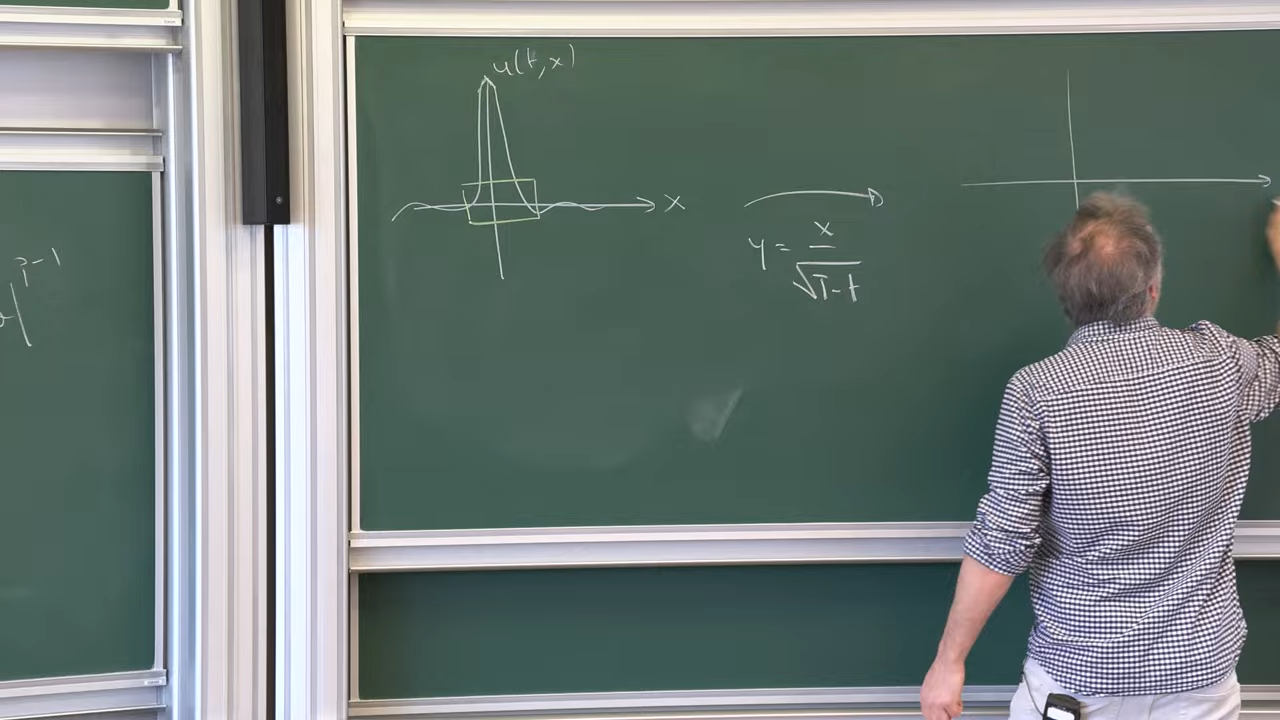 u(t,x)
x
y = x / √T-t
p-1